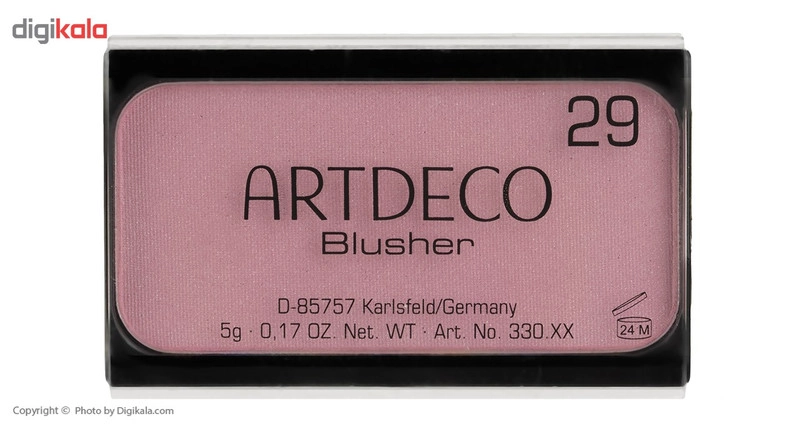 digikala
29
ARTDECO
Blusher
D-85757 Karlsfeld/Germany
5g · 0,17 OZ. Net. WT · Art. No. 330.XX
24 M
Copyright © Photo by Digikala.com